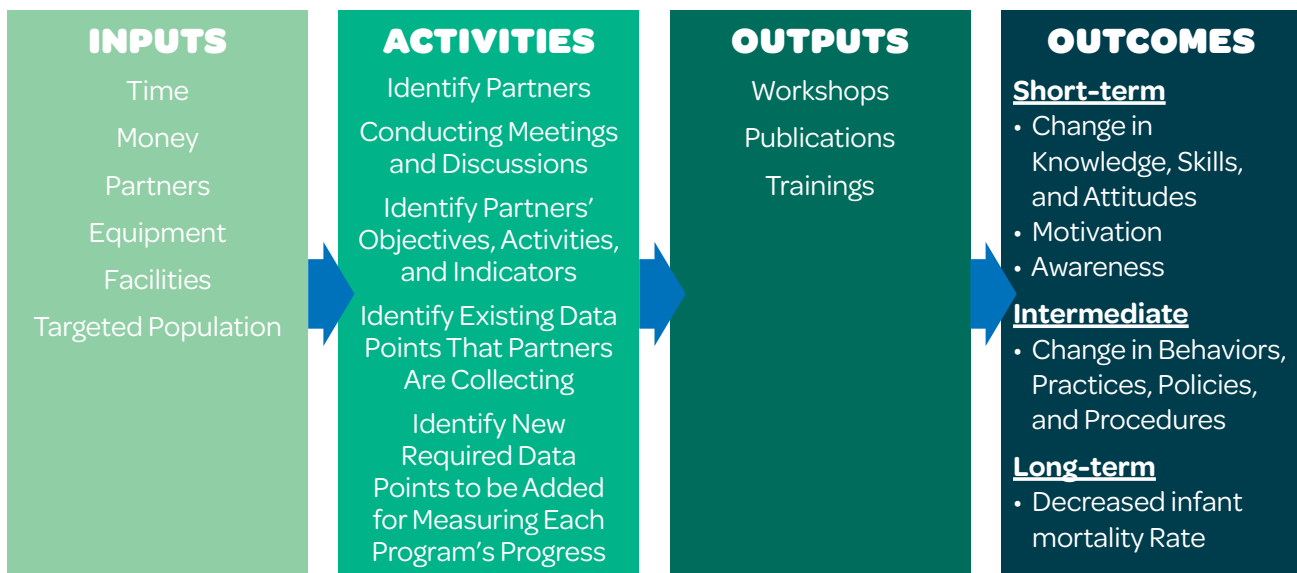 INPUTS
Time
Money
Partners
Equipment
Facilities
Targeted Population
ACTIVITIES
Identify Partners
Conducting Meetings
and Discussions
Identify Partners’
Objectives, Activities,
and Indicators
Identify Existing Data
Points That Partners
Are Collecting
Identify New
Required Data
Points to be Added
for Measuring Each
Program’s Progress
OUTPUTS
Workshops
Publications
Trainings
OUTCOMES
Short-term
• Change in
Knowledge, Skills,
and Attitudes
• Motivation
• Awareness
Intermediate
• Change in Behaviors,
Practices, Policies,
and Procedures
Long-term
• Decreased infant
mortality Rate